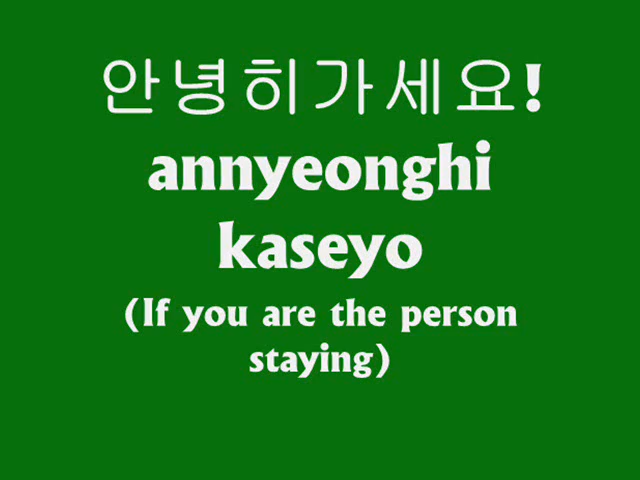 안녕히가세요!
annyeonghi
kaseyo
(If you are the person
staying)